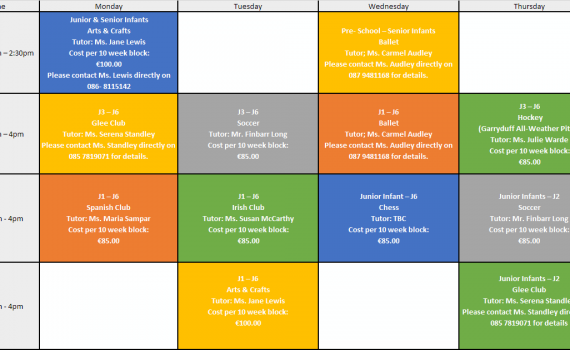 Monday
Tuesday
Wednesday
Thursday
- 2:30pm
Junior & Senior Infants
Arts & Crafts
Tutor: Ms. Jane Lewis
Cost per 10 week block:
€100.00
Please contact Ms. Lewis directly on
086- 8115142
Pre- School – Senior Infants
Ballet
Tutor; Ms. Carmel Audley
Please contact Ms. Audley directly on
087 9481168 for details.
– 4pm
J3 – J6
Glee Club
Tutor: Ms. Serena Standley
Please contact Ms. Standley directly on
085 7819071 for details.
J3 – J6
Soccer
Tutor: Mr. Finbarr Long
Cost per 10 week block:
€85.00
J1 – J6
Ballet
Tutor: Ms. Carmel Audley
Please contact Ms. Audley directly on
087 9481168 for details.
J3 – J6
Hockey
(Garryduff All-Weather Pit
Tutor: Ms. Julie Warde
Cost per 10 week block:
€85.00
- 4pm
J1 – J6
Spanish Club
Tutor: Ms. Maria Sampar
Cost per 10 week block:
€85.00
J1 – J6
Irish Club
Tutor: Ms. Susan McCarthy
Cost per 10 week block:
€85.00
Junior Infant – J6
Chess
Tutor: TBC
Cost per 10 week block:
€85.00
Junior Infants – J2
Soccer
Tutor: Mr. Finbarr Long
Cost per 10 week block:
€85.00
- 4pm
J1 – J6
Arts & Crafts
Tutor: Ms. Jane Lewis
Cost per 10 week block:
€100.00
Junior Infants – J2
Glee Club
Tutor: Ms. Serena Standle
Please contact Ms. Standley direc
085 7819071 for details